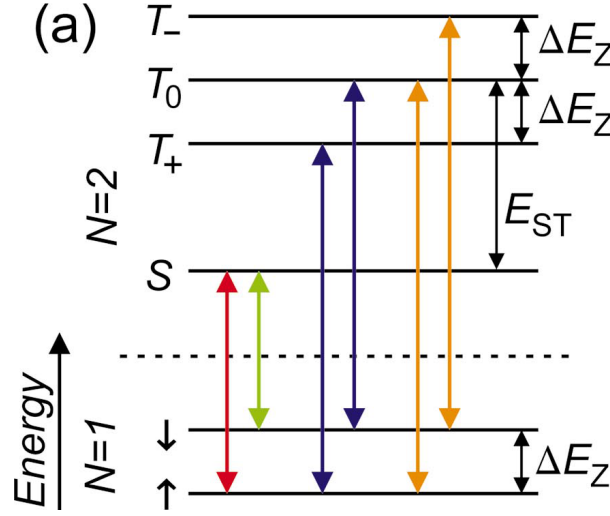 (a)
T₋
ΔE_Z
T₀
ΔE_Z
T₊
N=2
E_ST
S
Energy
N=1
↓
ΔE_Z
↑